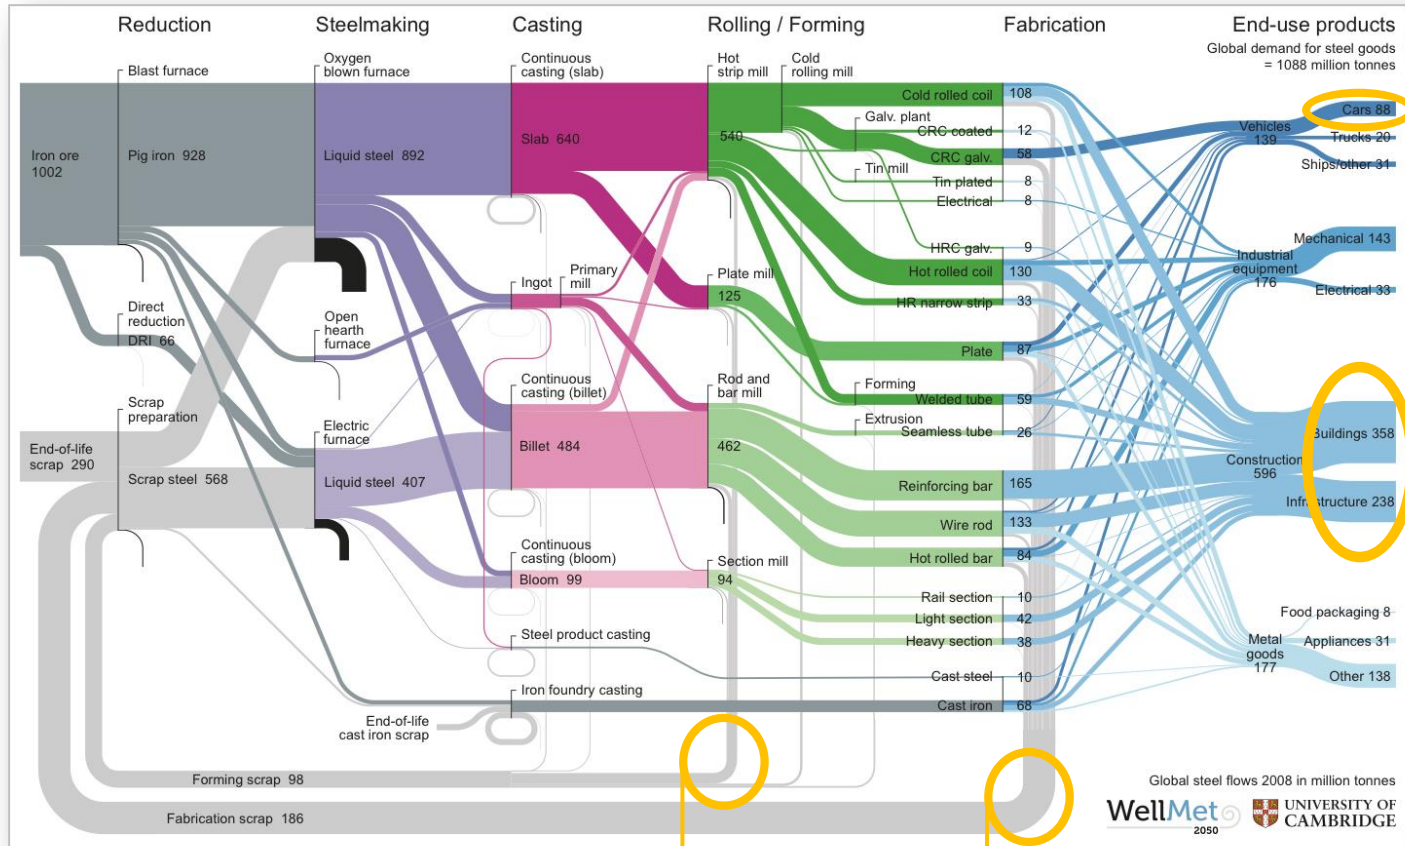 Reduction
Steelmaking
Casting
Rolling / Forming
Fabrication
End-use products
Global demand for steel goods
= 1088 million tonnes
Blast furnace
Oxygen
blown furnace
Continuous
casting (slab)
Hot
strip mill
Cold
rolling mill
Iron ore
1002
Pig iron 928
Liquid steel 892
Slab 640
540
Galv. plant
Tin mill
Cold rolled coil 108
CRC coated 12
CRC galv. 58
Tin plated 8
Electrical 8
HRC galv. 9
Hot rolled coil 130
HR narrow strip 33
Vehicles
139
Cars 88
Trucks 20
Ships/other 31
Industrial
equipment
176
Mechanical 143
Electrical 33
Direct
reduction
DRI 66
Open
hearth
furnace
Ingot
Primary
mill
Plate mill
125
Plate 87
Scrap
preparation
End-of-life
scrap 290
Scrap steel 568
Electric
furnace
Liquid steel 407
Continuous
casting (billet)
Billet 484
Rod and
bar mill
462
Forming
Welded tube 59
Extrusion
Seamless tube 26
Reinforcing bar 165
Wire rod 133
Hot rolled bar 84
Construction
596
Buildings 358
Infrastructure 238
Continuous
casting (bloom)
Bloom 99
Section mill
94
Rail section 10
Light section 42
Heavy section 38
Steel product casting
Cast steel 10
Iron foundry casting
Cast iron 68
Metal
goods
177
Food packaging 8
Appliances 31
Other 138
End-of-life
cast iron scrap
Forming scrap 98
Fabrication scrap 186
Global steel flows 2008 in million tonnes
WellMet
2050
UNIVERSITY OF
CAMBRIDGE